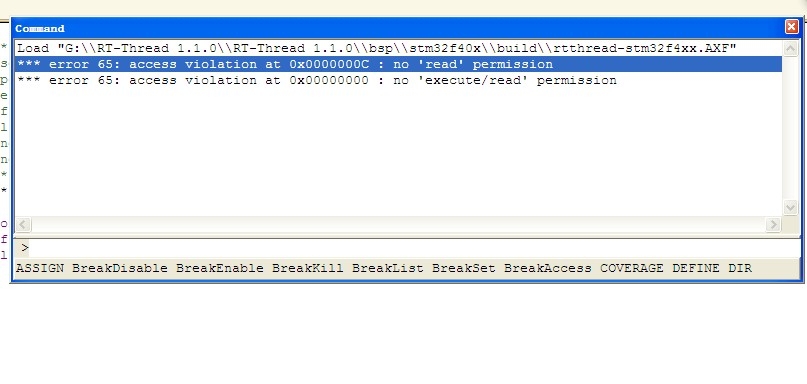 Command
Load "G:\\RT-Thread 1.1.0\\RT-Thread 1.1.0\\bsp\\stm32f40x\\build\\rtthread-stm32f4xx.AXF"
*** error 65: access violation at 0x0000000C : no 'read' permission
*** error 65: access violation at 0x00000000 : no 'execute/read' permission
>
ASSIGN BreakDisable BreakEnable BreakKill BreakList BreakSet BreakAccess COVERAGE DEFINE DIR
*
s
p
e
f
l
n
n
*
*
o
f
l